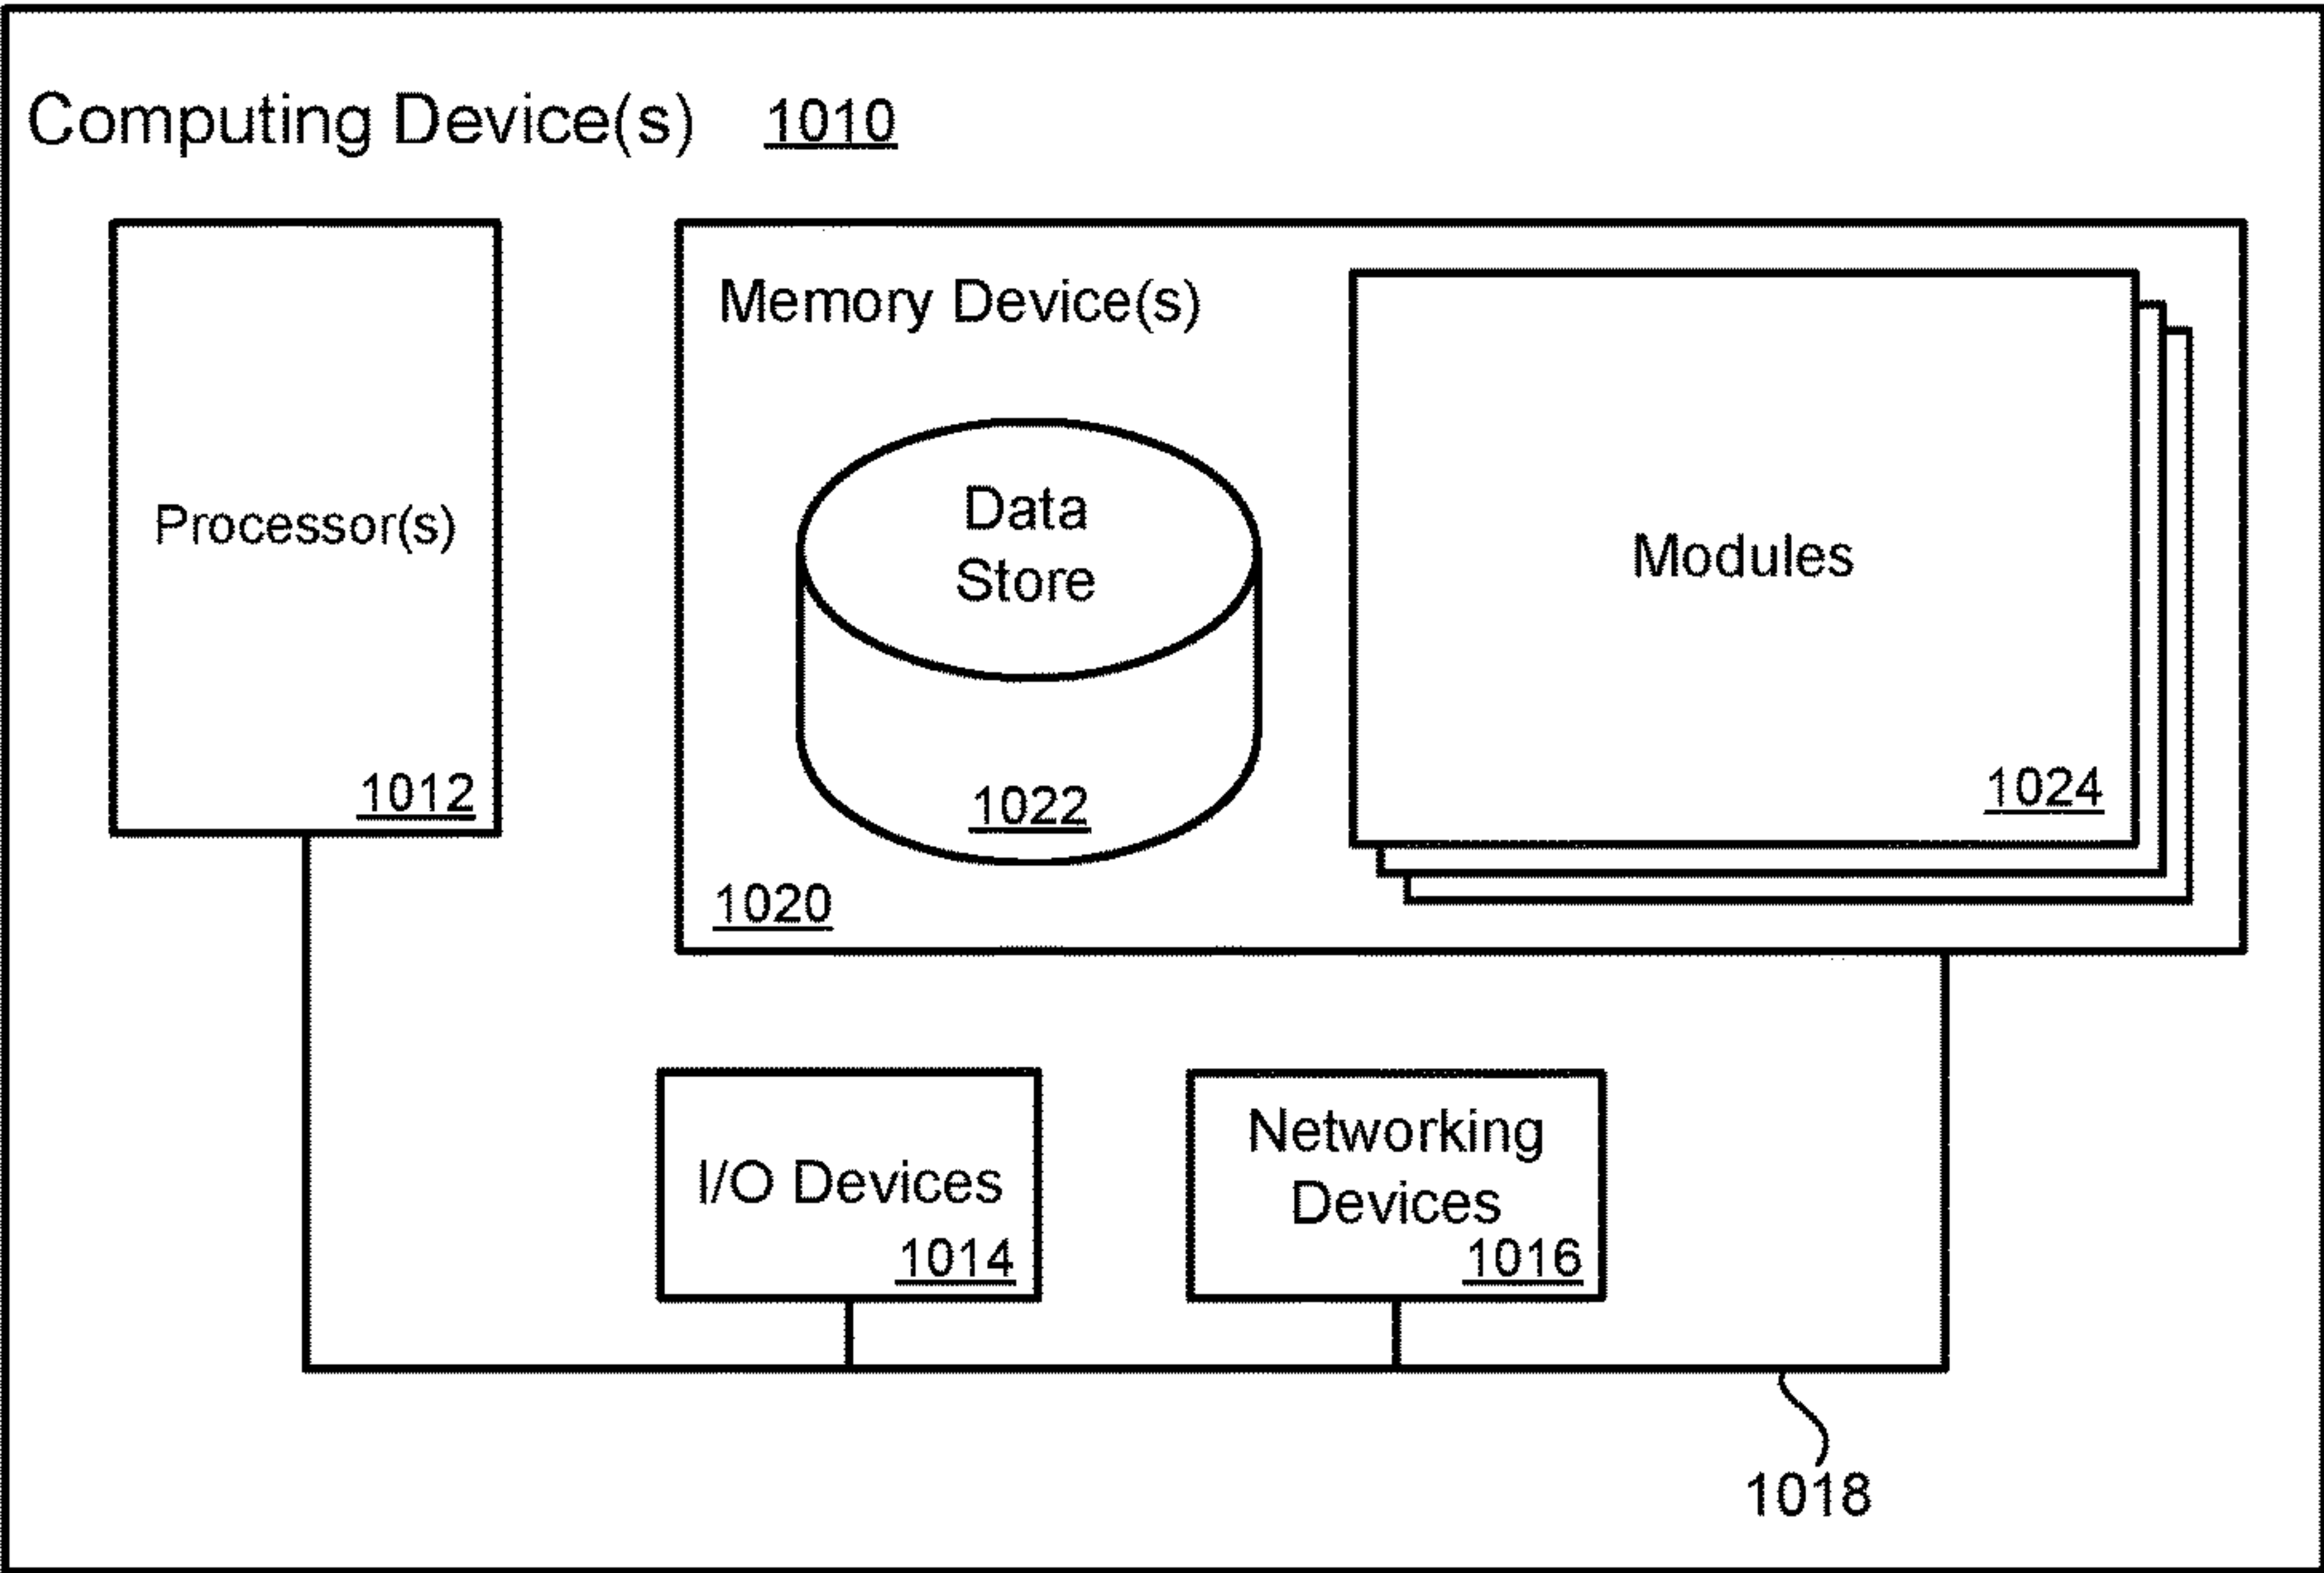 Computing Device(s) 1010
Processor(s)
1012
Memory Device(s)
Data
Store
1022
1020
Modules
1024
I/O Devices
1014
Networking
Devices
1016
1018